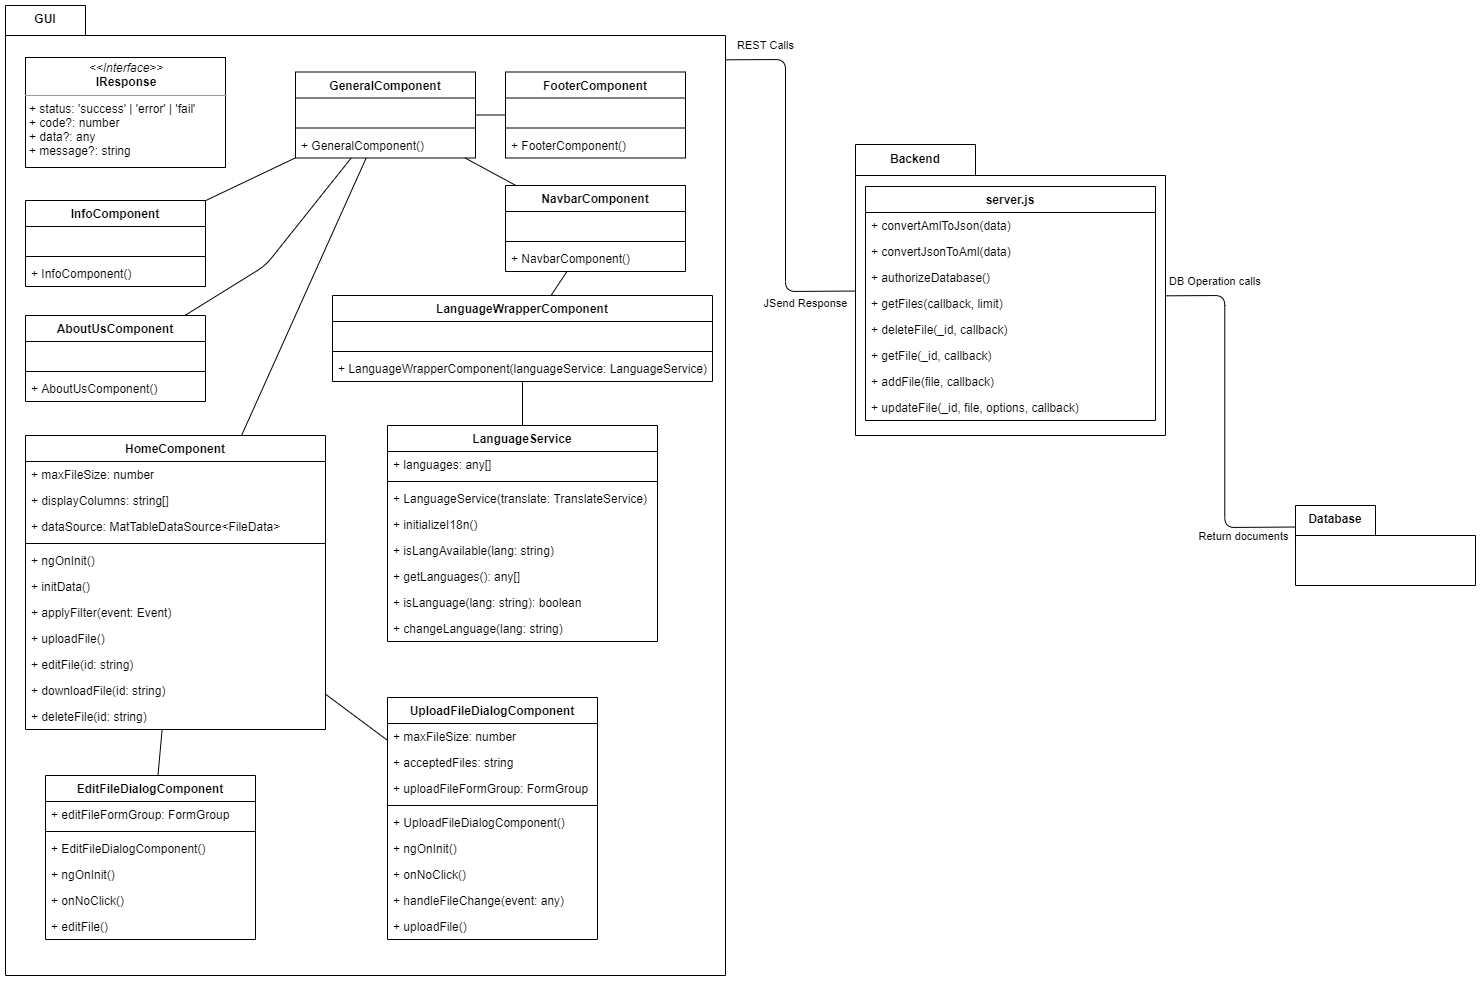 GUI
<<Interface>>
IResponse
+ status: 'success' | 'error' | 'fail'
+ code?: number
+ data?: any
+ message?: string
GeneralComponent
+ GeneralComponent()
FooterComponent
+ FooterComponent()
InfoComponent
+ InfoComponent()
NavbarComponent
+ NavbarComponent()
AboutUsComponent
+ AboutUsComponent()
LanguageWrapperComponent
+ LanguageWrapperComponent(languageService: LanguageService)
HomeComponent
+ maxFileSize: number
+ displayColumns: string[]
+ dataSource: MatTableDataSource<FileData>
+ ngOnInit()
+ initData()
+ applyFilter(event: Event)
+ uploadFile()
+ editFile(id: string)
+ downloadFile(id: string)
+ deleteFile(id: string)
LanguageService
+ languages: any[]
+ LanguageService(translate: TranslateService)
+ initializeI18n()
+ isLangAvailable(lang: string)
+ getLanguages(): any[]
+ isLanguage(lang: string): boolean
+ changeLanguage(lang: string)
EditFileDialogComponent
+ editFileFormGroup: FormGroup
+ EditFileDialogComponent()
+ ngOnInit()
+ onNoClick()
+ editFile()
UploadFileDialogComponent
+ maxFileSize: number
+ acceptedFiles: string
+ uploadFileFormGroup: FormGroup
+ UploadFileDialogComponent()
+ ngOnInit()
+ onNoClick()
+ handleFileChange(event: any)
+ uploadFile()
REST Calls
JSend Response
Backend
server.js
+ convertAmlToJson(data)
+ convertJsonToAml(data)
+ authorizeDatabase()
+ getFiles(callback, limit)
+ deleteFile(_id, callback)
+ getFile(_id, callback)
+ addFile(file, callback)
+ updateFile(_id, file, options, callback)
DB Operation calls
Return documents
Database